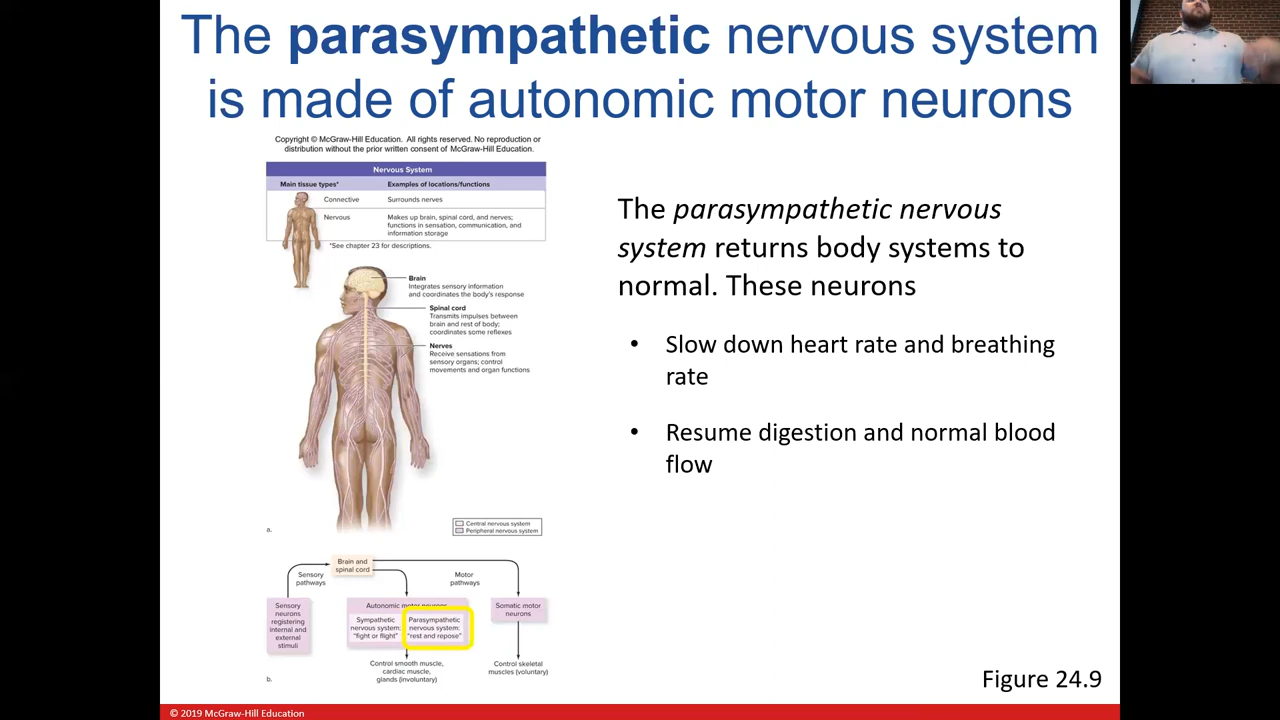 The parasympathetic nervous system
is made of autonomic motor neurons
Copyright © McGraw-Hill Education. All rights reserved. No reproduction or
distribution without the prior written consent of McGraw-Hill Education.
Nervous System
Main tissue types* Examples of locations/functions
Connective Surrounds nerves
Nervous Makes up brain, spinal cord, and nerves;
functions in sensation, communication, and
information storage
*See chapter 23 for descriptions.
Brain
Integrates sensory information
and coordinates the body's response
Spinal cord
Transmits impulses between
brain and rest of body;
coordinates some reflexes
Nerves
Receive sensations from
sensory organs; control
movements and organ functions
a.
Central nervous system
Peripheral nervous system
Brain and
spinal cord
Sensory
pathways
Motor
pathways
Sensory
neurons
registering
internal and
external
stimuli
Autonomic motor neurons
Sympathetic
nervous system:
"fight or flight"
Parasympathetic
nervous system:
"rest and repose"
Somatic motor
neurons
Control smooth muscle,
cardiac muscle,
glands (involuntary)
Control skeletal
muscles (voluntary)
b.
The parasympathetic nervous
system returns body systems to
normal. These neurons
• Slow down heart rate and breathing
rate
• Resume digestion and normal blood
flow
Figure 24.9
© 2019 McGraw-Hill Education